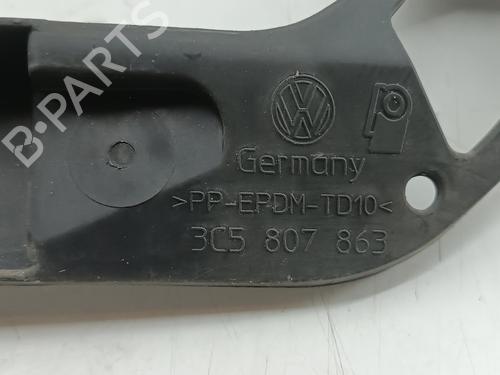 B-PARTS
Germany
>PP-EPDM-TD10<
3C5 807 863